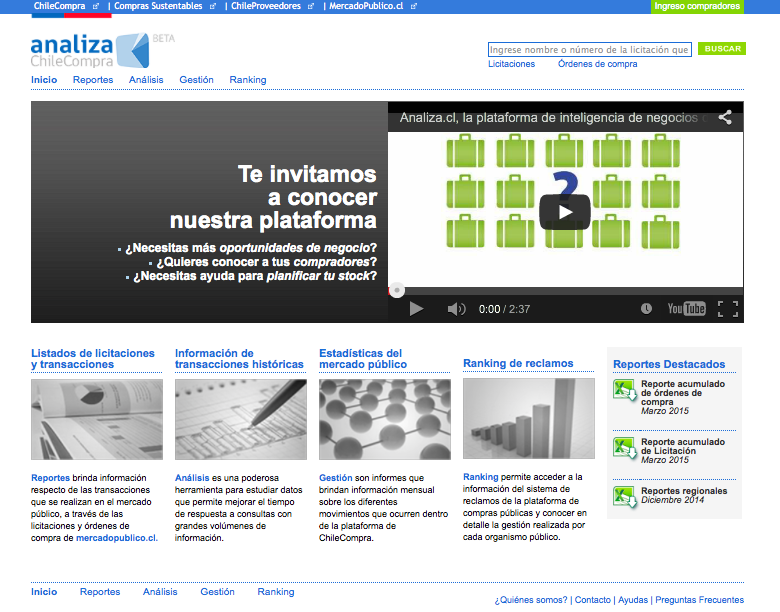 ChileCompra | Compras Sustentables | ChileProveedores | MercadoPublico.cl
Ingreso compradores
analiza BETA
ChileCompra
Ingrese nombre o número de la licitación que
BUSCAR
Licitaciones Órdenes de compra
Inicio Reportes Análisis Gestión Ranking
Te invitamos
a conocer
nuestra plataforma
¿Necesitas más oportunidades de negocio?
¿Quieres conocer a tus compradores?
¿Necesitas ayuda para planificar tu stock?
Analiza.cl, la plataforma de inteligencia de negocios
?
0:00 / 2:37
YouTube
Listados de licitaciones
y transacciones
Reportes brinda información
respecto de las transacciones
que se realizan en el mercado
público, a través de las
licitaciones y órdenes de
compra de mercadopublico.cl.
Información de
transacciones históricas
Análisis es una poderosa
herramienta para estudiar datos
que permite mejorar el tiempo
de respuesta a consultas con
grandes volúmenes de
información.
Estadísticas del
mercado público
Gestión son informes que
brindan información mensual
sobre los diferentes
movimientos que ocurren dentro
de la plataforma de
ChileCompra.
Ranking de reclamos
Ranking permite acceder a la
información del sistema de
reclamos de la plataforma de
compras públicas y conocer en
detalle la gestión realizada por
cada organismo público.
Reportes Destacados
Reporte acumulado
de órdenes de
compra
Marzo 2015
Reporte acumulado
de Licitación
Marzo 2015
Reportes regionales
Diciembre 2014
Inicio Reportes Análisis Gestión Ranking
¿Quiénes somos? | Contacto | Ayudas | Preguntas Frecuentes